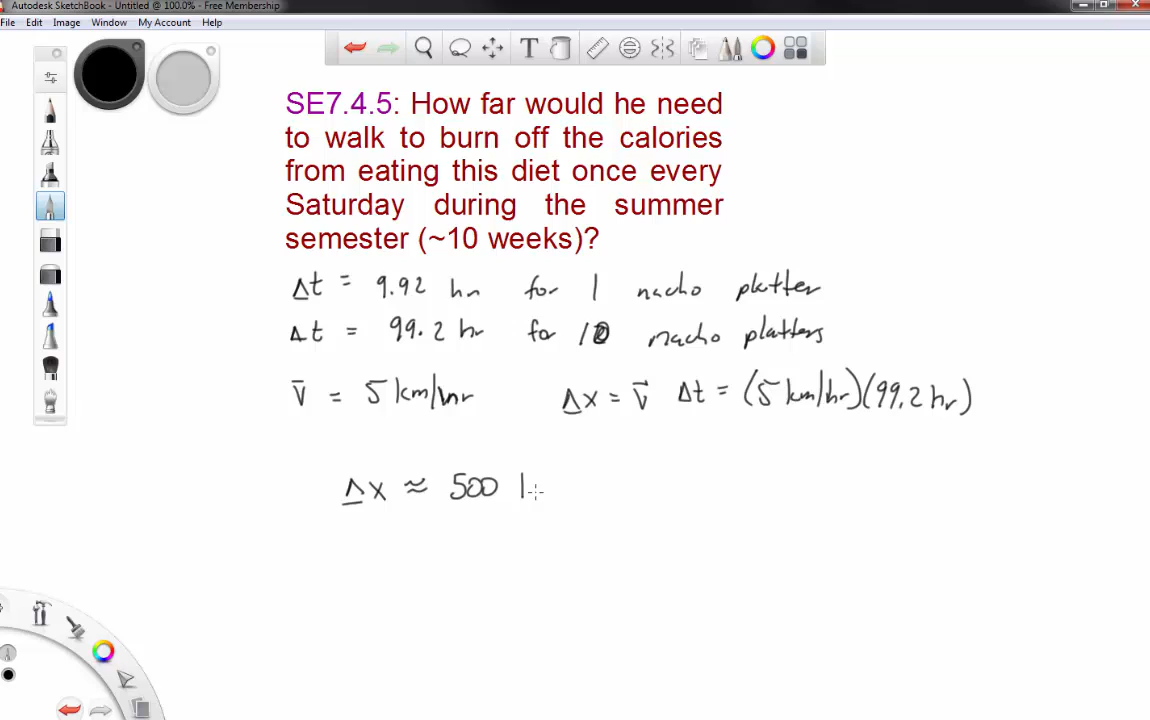 Autodesk SketchBook - Untitled @ 100.0% - Free Membership
File Edit Image Window My Account Help
T
SE7.4.5: How far would he need
to walk to burn off the calories
from eating this diet once every
Saturday during the summer
semester (~10 weeks)?
Δt = 9.92 hr for 1 nacho platter
Δt = 99.2 hr for 10 nacho platters
v̄ = 5 km/hr Δx = v̄ Δt = (5 km/hr)(99.2 hr)
Δx ≈ 500 l